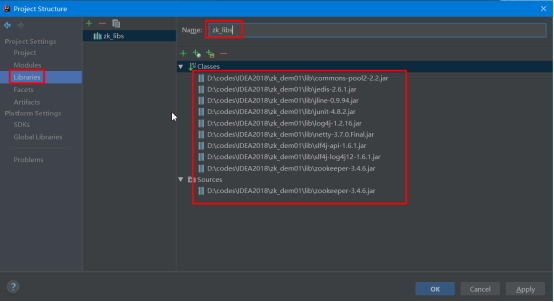 Project Structure
Project Settings
Project
Modules
Libraries
Facets
Artifacts
Platform Settings
SDKs
Global Libraries
Problems
zk_libs
Name: zk_libs
Classes
D:\codes\IDEA2018\zk_dem01\lib\commons-pool2-2.2.jar
D:\codes\IDEA2018\zk_dem01\lib\jedis-2.6.1.jar
D:\codes\IDEA2018\zk_dem01\lib\jline-0.9.94.jar
D:\codes\IDEA2018\zk_dem01\lib\junit-4.8.2.jar
D:\codes\IDEA2018\zk_dem01\lib\log4j-1.2.16.jar
D:\codes\IDEA2018\zk_dem01\lib\netty-3.7.0.Final.jar
D:\codes\IDEA2018\zk_dem01\lib\slf4j-api-1.6.1.jar
D:\codes\IDEA2018\zk_dem01\lib\slf4j-log4j12-1.6.1.jar
D:\codes\IDEA2018\zk_dem01\lib\zookeeper-3.4.6.jar
Sources
D:\codes\IDEA2018\zk_dem01\lib\zookeeper-3.4.6.jar
?
OK
Cancel
Apply